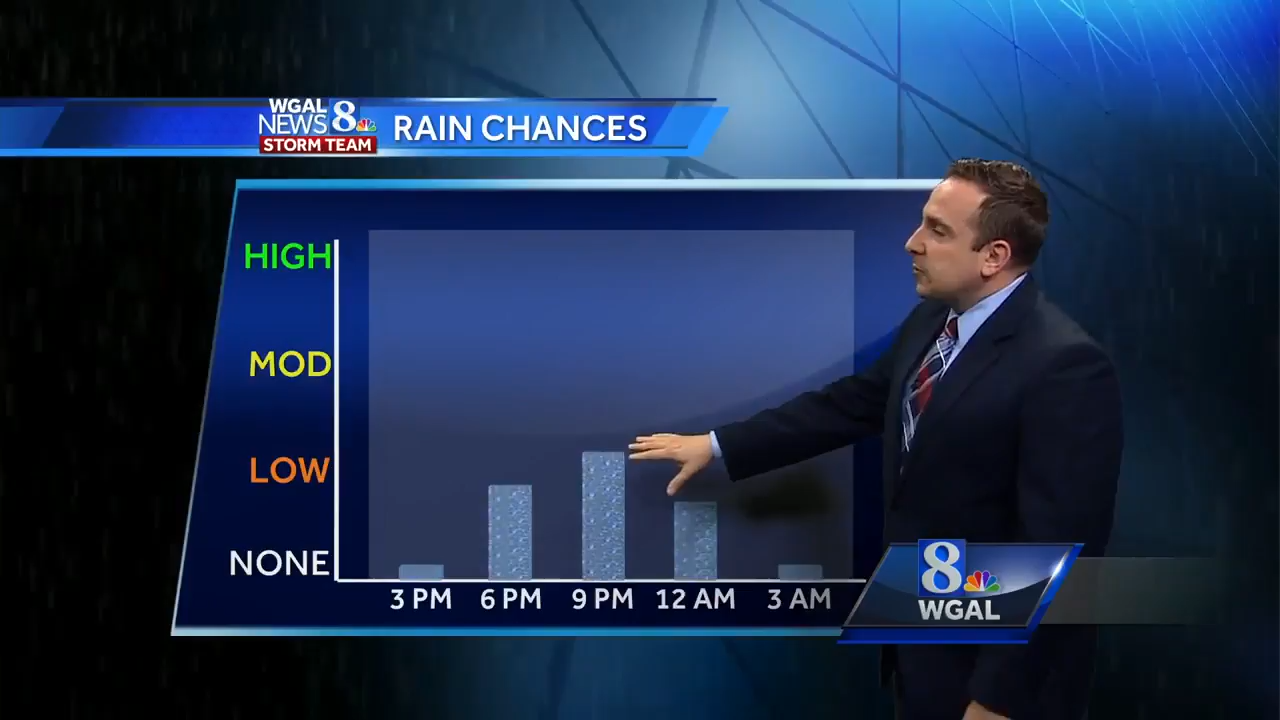 WGAL
NEWS 8
STORM TEAM
RAIN CHANCES
HIGH
MOD
LOW
NONE
3 PM 6 PM 9 PM 12 AM 3 AM
8
WGAL